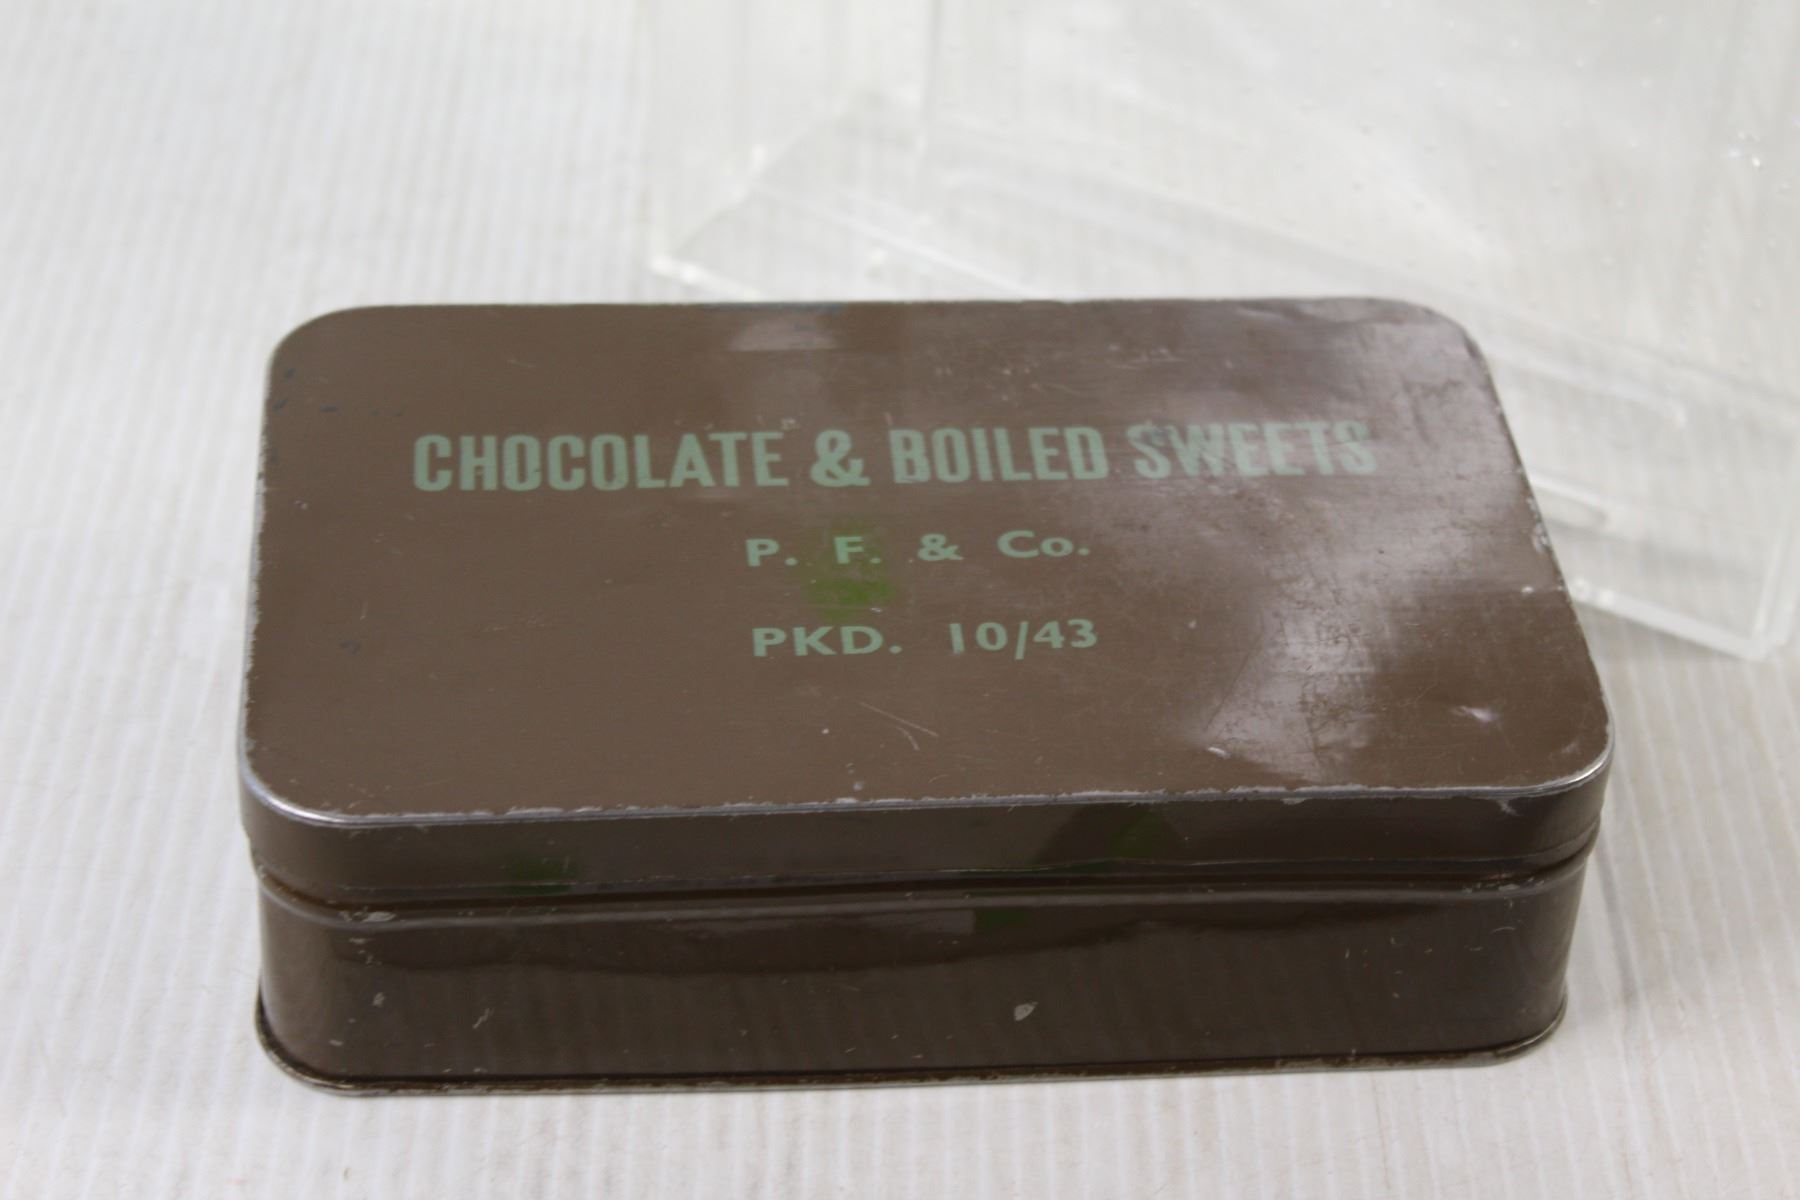 CHOCOLATE & BOILED SWEETS
P. F. & Co.
PKD. 10/43